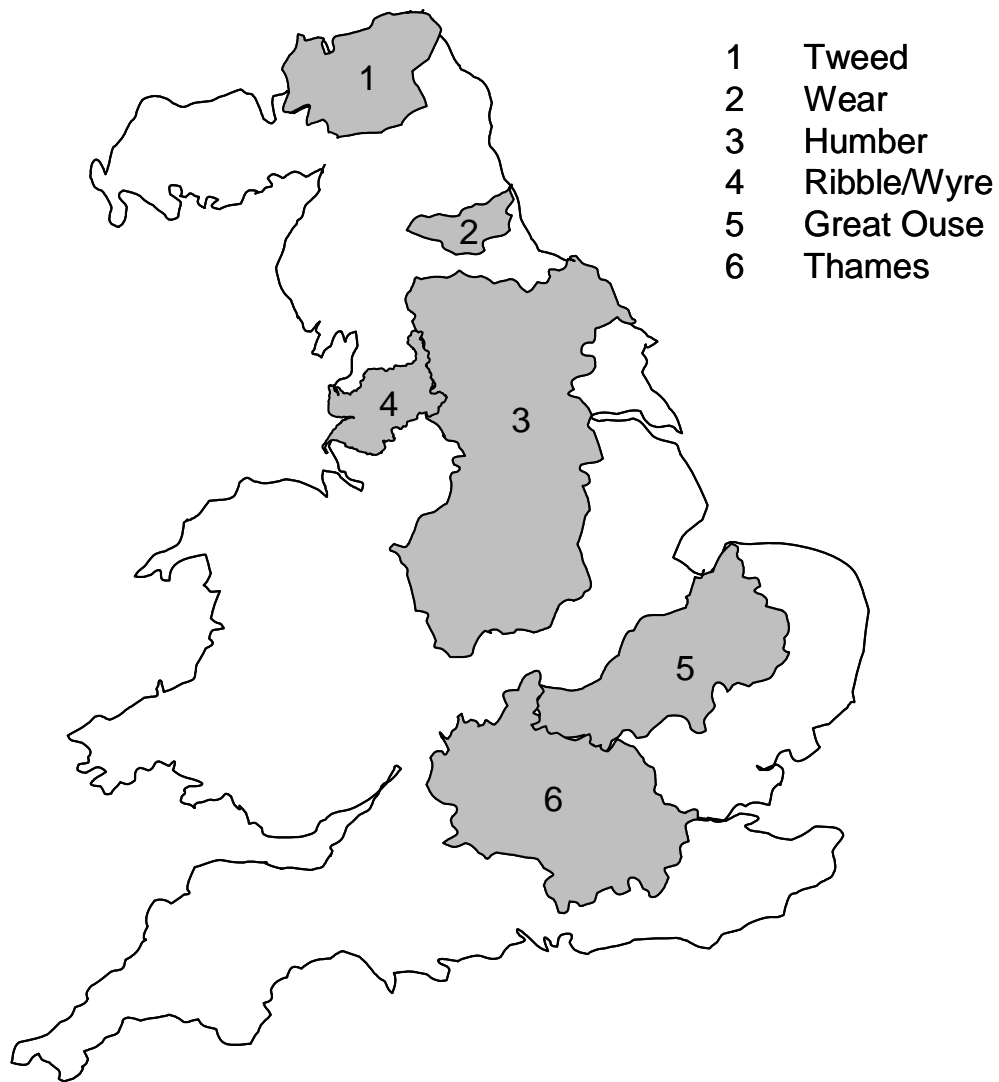 1 Tweed
2 Wear
3 Humber
4 Ribble/Wyre
5 Great Ouse
6 Thames
1
2
3
4
5
6